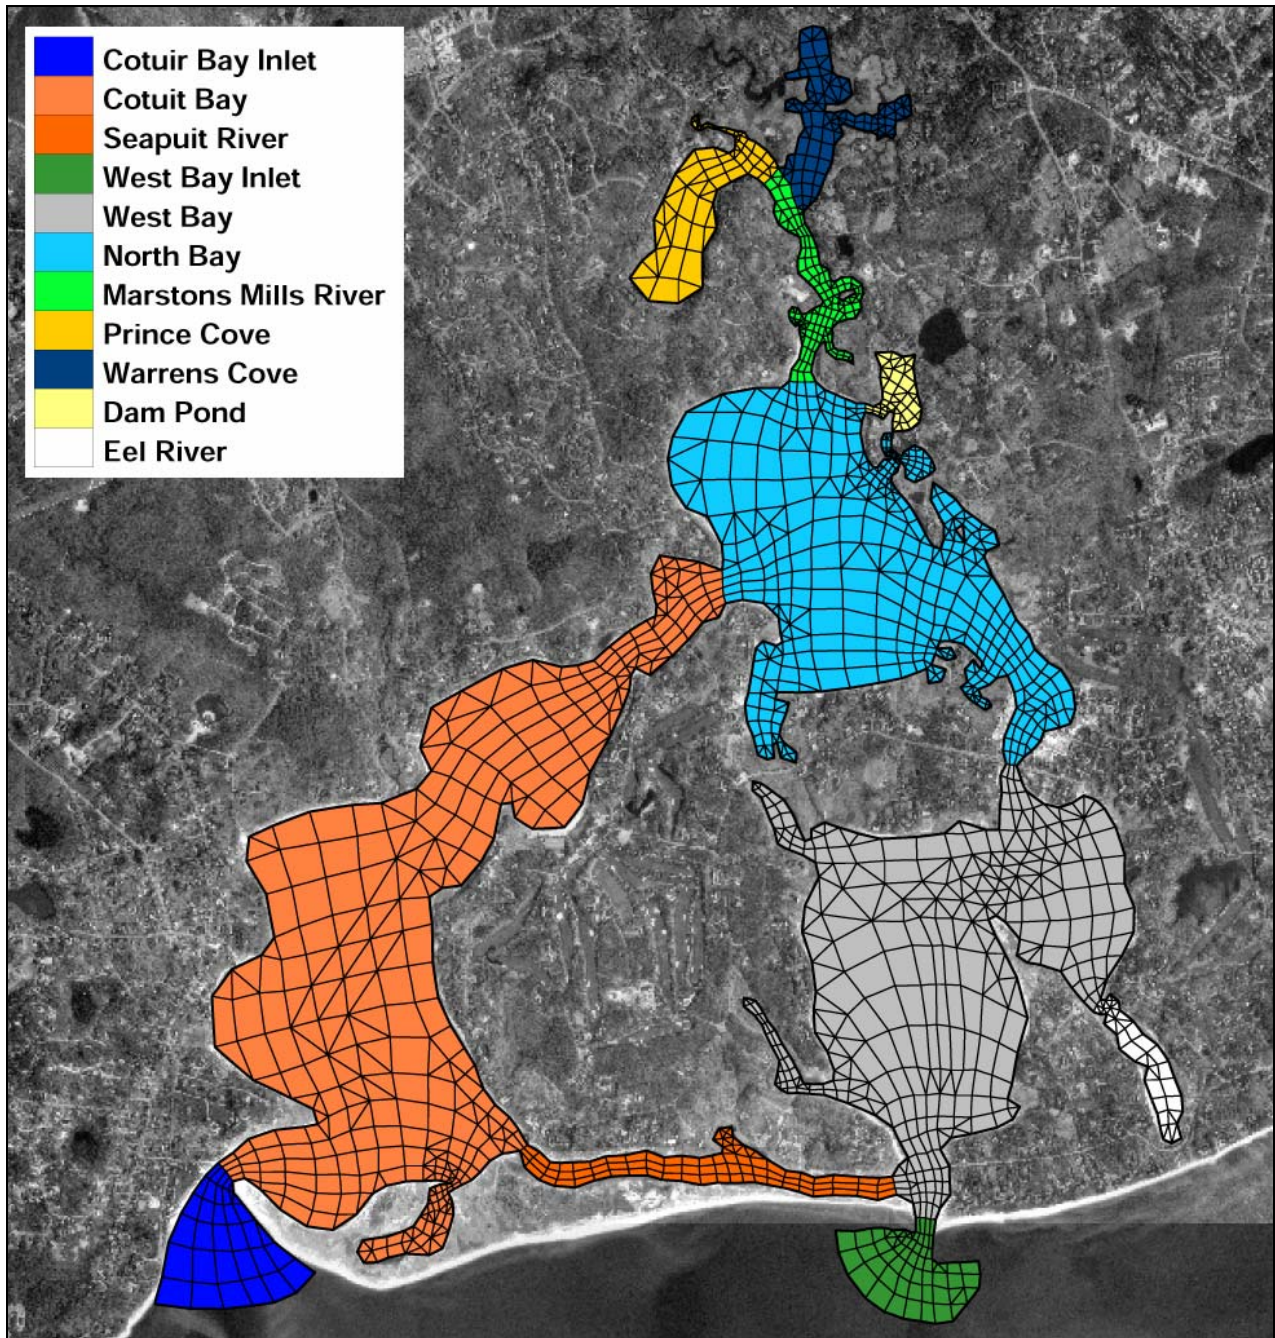 Cotuir Bay Inlet
Cotuit Bay
Seapuit River
West Bay Inlet
West Bay
North Bay
Marstons Mills River
Prince Cove
Warrens Cove
Dam Pond
Eel River